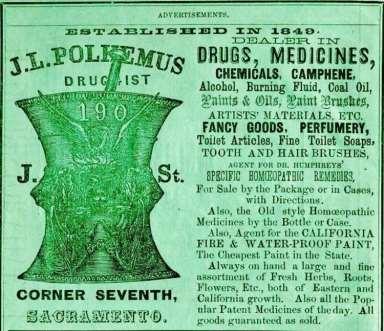 ADVERTISEMENTS.
ESTABLISHED IN 1849.
J.L. POLHEMUS
DRUGGIST
190
J. St.
CORNER SEVENTH,
SACRAMENTO.
DEALER IN
DRUGS, MEDICINES,
CHEMICALS, CAMPHENE,
Alcohol, Burning Fluid, Coal Oil,
Paints & Oils, Paint Brushes,
ARTISTS' MATERIALS, ETC.
FANCY GOODS, PERFUMERY,
Toilet Articles, Fine Toilet Soaps,
TOOTH AND HAIR BRUSHES,
AGENT FOR DR. HUMPHREYS'
SPECIFIC HOMŒOPATHIC REMEDIES,
For Sale by the Package or in Cases,
with Directions.
Also, the Old style Homœopathic
Medicines by the Bottle or Case.
Also, Agent for the CALIFORNIA
FIRE & WATER-PROOF PAINT,
The Cheapest Paint in the State.
Always on hand a large and fine
assortment of Fresh Herbs, Roots,
Flowers, Etc., both of Eastern and
California growth. Also all the Pop-
ular Patent Medicines of the day. All
goods guaranteed as sold.